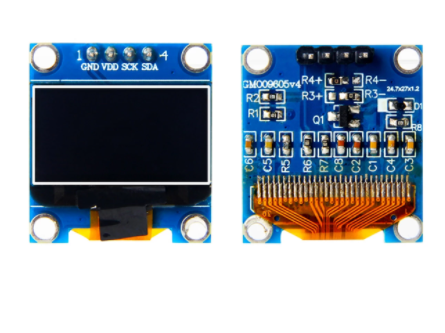 1 4
GND VDD SCK SDA
GM009605v4
R4+ R4-
R3+ R3-
24.7x27x1.2
R2
R1
Q1
D1
R8
C6 C5 R5 R6 R7 C8 C2 C1 C4 C3